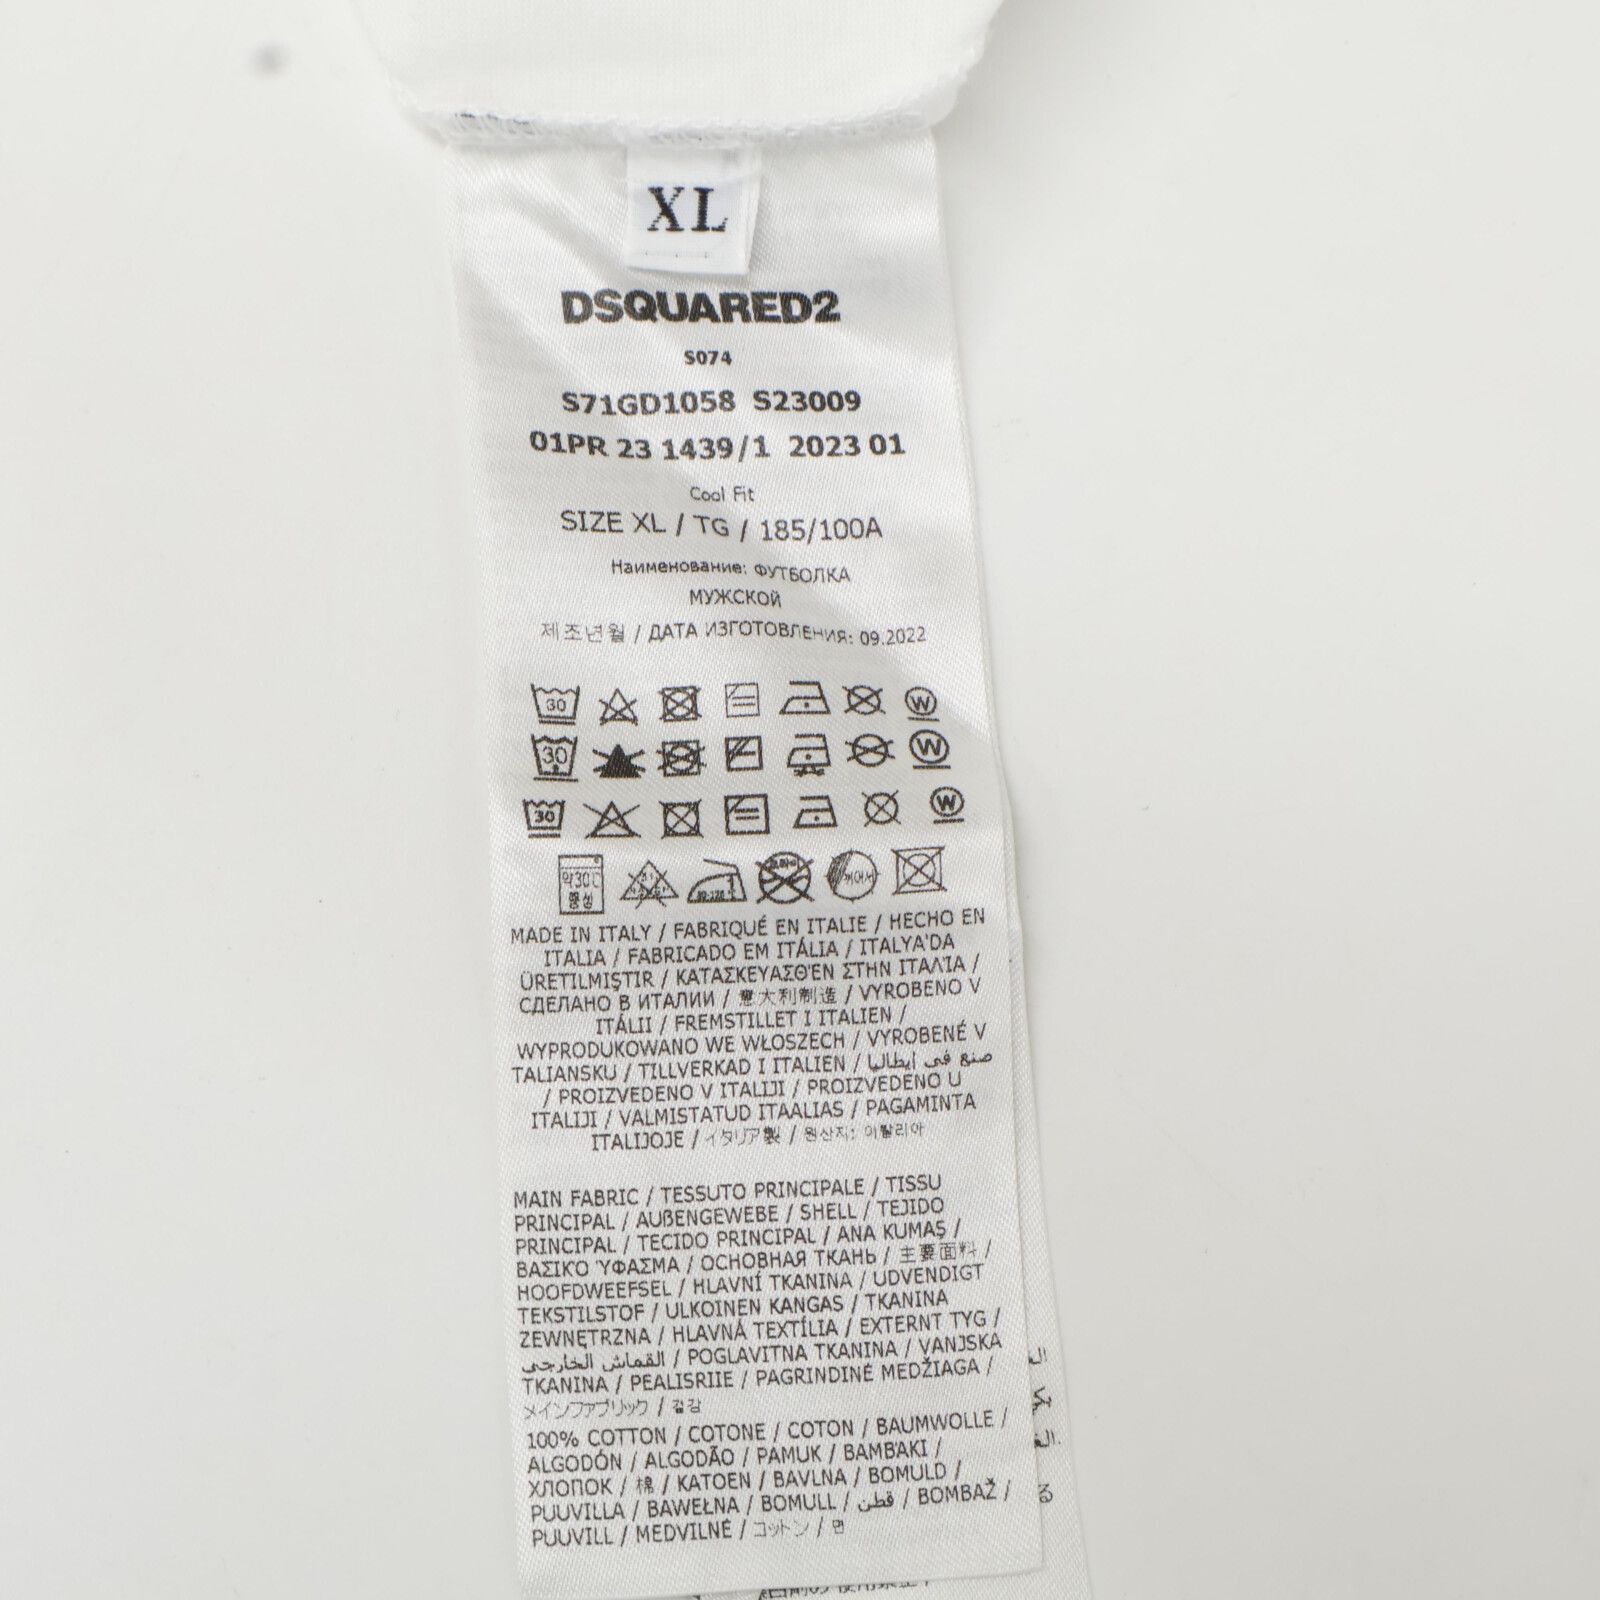 XL
DSQUARED2
S074
S71GD1058 S23009
01PR 23 1439/1 2023 01
Cool Fit
SIZE XL / TG / 185/100A
Наименование: ФУТБОЛКА
МУЖСКОЙ
제조년월 / ДАТА ИЗГОТОВЛЕНИЯ: 09.2022
30 W
30 W
30 W
약30℃ 중성
MADE IN ITALY / FABRIQUÉ EN ITALIE / HECHO EN
ITALIA / FABRICADO EM ITÁLIA / ITALYA'DA
ÜRETILMIŞTIR / ΚΑΤΑΣΚΕΥΑΣΘΈΝ ΣΤΗΝ ΙΤΑΛΊΑ /
СДЕЛАНО В ИТАЛИИ / 意大利制造 / VYROBENO V
ITÁLII / FREMSTILLET I ITALIEN /
WYPRODUKOWANO WE WŁOSZECH / VYROBENÉ V
TALIANSKU / TILLVERKAD I ITALIEN / صنع في ايطاليا
/ PROIZVEDENO V ITALIJI / PROIZVEDENO U
ITALIJI / VALMISTATUD ITAALIAS / PAGAMINTA
ITALIJOJE / イタリア製 / 원산지: 이탈리아
MAIN FABRIC / TESSUTO PRINCIPALE / TISSU
PRINCIPAL / AUßENGEWEBE / SHELL / TEJIDO
PRINCIPAL / TECIDO PRINCIPAL / ANA KUMAŞ /
ΒΑΣΙΚΌ ΎΦΑΣΜΑ / ОСНОВНАЯ ТКАНЬ / 主要面料 /
HOOFDWEEFSEL / HLAVNÍ TKANINA / UDVENDIGT
TEKSTILSTOF / ULKOINEN KANGAS / TKANINA
ZEWNĘTRZNA / HLAVNÁ TEXTÍLIA / EXTERNT TYG /
القماش الخارجي / POGLAVITNA TKANINA / VANJSKA
TKANINA / PEALISRIIE / PAGRINDINĖ MEDŽIAGA /
メインファブリック / 겉감
100% COTTON / COTONE / COTON / BAUMWOLLE /
ALGODÓN / ALGODÃO / PAMUK / ΒΑΜΒΆΚΙ /
ХЛОПОК / 棉 / KATOEN / BAVLNA / BOMULD /
PUUVILLA / BAWEŁNA / BOMULL / قطن / BOMBAŽ /
PUUVILL / MEDVILNĖ / コットン / 면